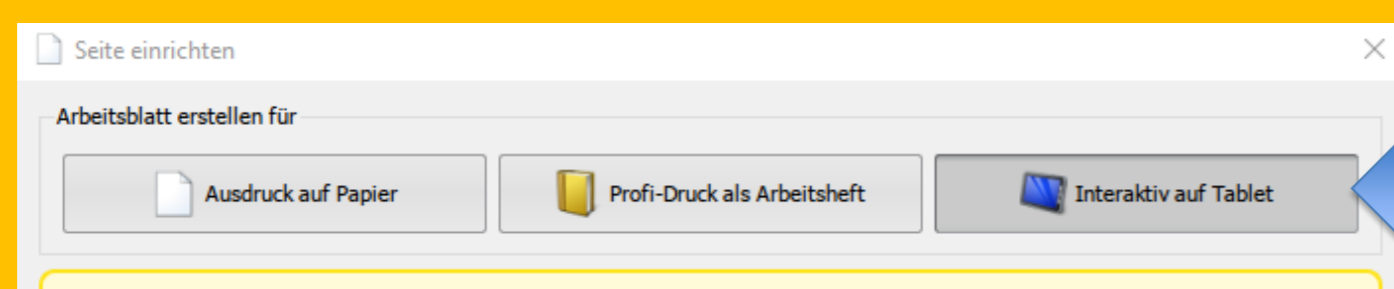 Seite einrichten
Arbeitsblatt erstellen für
Ausdruck auf Papier
Profi-Druck als Arbeitsheft
Interaktiv auf Tablet